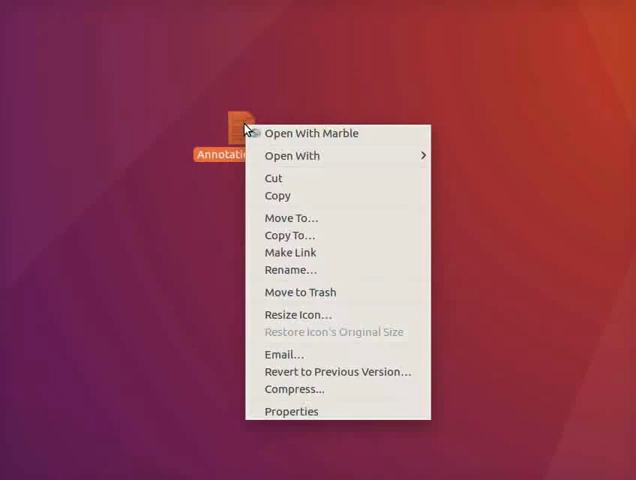 Open With Marble
Annotati
Open With
Cut
Copy
Move To...
Copy To...
Make Link
Rename...
Move to Trash
Resize Icon...
Restore Icon's Original Size
Email...
Revert to Previous Version...
Compress...
Properties